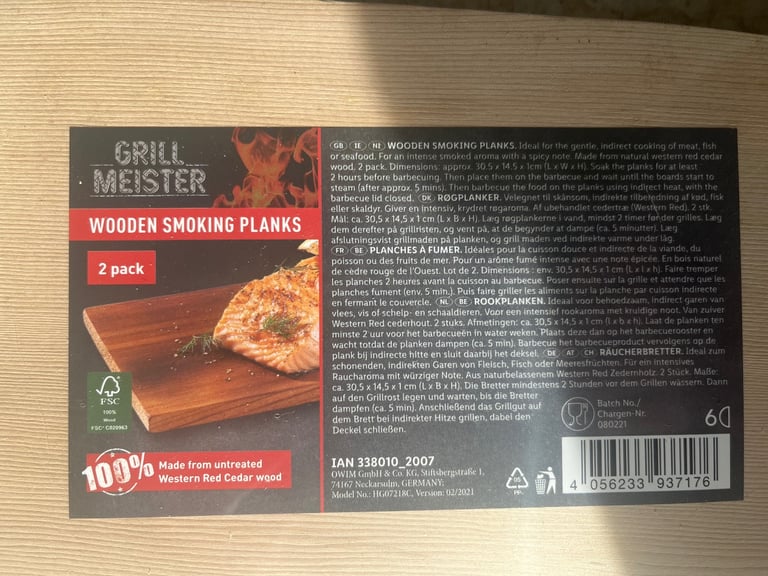 GRILL
MEISTER
WOODEN SMOKING PLANKS
2 pack
FSC
100%
Wood
FSC® C020963
100% Made from untreated
Western Red Cedar wood
GB IE NI WOODEN SMOKING PLANKS. Ideal for the gentle, indirect cooking of meat, fish
or seafood. For an intense smoked aroma with a spicy note. Made from natural western red cedar
wood, 2 pack. Dimensions: approx. 30.5 x 14.5 x 1cm (L x W x H). Soak the planks for at least
2 hours before barbecuing. Then place them on the barbecue and wait until the boards start to
steam (after approx. 5 mins). Then barbecue the food on the planks using indirect heat, with the
barbecue lid closed. DK RØGPLANKER. Velegnet til skånsom, indirekte tilberedning af kød, fisk
eller skaldyr. Giver en intensiv, krydret røgaroma. Af ubehandlet cedertræ (Western Red). 2 stk.
Mål: ca. 30,5 x 14,5 x 1 cm (L x B x H). Læg røgplankerne i vand, mindst 2 timer før der grilles. Læg
dem derefter på grillristen, og vent på, at de begynder at dampe (ca. 5 minutter). Læg
afslutningsvist grillmaden på planken, og grill maden ved indirekte varme under låg.
FR BE PLANCHES À FUMER. Idéales pour la cuisson douce et indirecte de la viande, du
poisson ou des fruits de mer. Pour un arôme fumé intense avec une note épicée. En bois naturel
de cèdre rouge de l'Ouest. Lot de 2. Dimensions : env. 30,5 x 14,5 x 1 cm (L x l x h). Faire tremper
les planches 2 heures avant la cuisson au barbecue. Poser ensuite sur la grille et attendre que les
planches fument (env. 5 min.). Puis faire griller les aliments sur la planche par cuisson indirecte
en fermant le couvercle. NL BE ROOKPLANKEN. Ideaal voor behoedzaam, indirect garen van
vlees, vis of schelp- en schaaldieren. Voor een intensief rookaroma met kruidige noot. Van zuiver
Western Red cederhout. 2 stuks. Afmetingen: ca. 30,5 x 14,5 x 1 cm (l x b x h). Laat de planken ten
minste 2 uur voor het barbecueën in water weken. Plaats deze dan op het barbecuerooster en
wacht totdat de planken dampen (ca. 5 min). Barbecue het barbecueproduct vervolgens op de
plank bij indirecte hitte en sluit daarbij het deksel. DE AT CH RÄUCHERBRETTER. Ideal zum
schonenden, indirekten Garen von Fleisch, Fisch oder Meeresfrüchten. Für ein intensives
Raucharoma mit würziger Note. Aus naturbelassenem Western Red Zedernholz. 2 Stück. Maße:
ca. 30,5 x 14,5 x 1 cm (L x B x H). Die Bretter mindestens 2 Stunden vor dem Grillen wässern. Dann
auf den Grillrost legen und warten, bis die Bretter
dampfen (ca. 5 min). Anschließend das Grillgut auf
dem Brett bei indirekter Hitze grillen, dabei den
Deckel schließen.
Batch No./
Chargen-Nr.
080221
6
IAN 338010_2007
OWIM GmbH & Co. KG, Stiftsbergstraße 1,
74167 Neckarsulm, GERMANY;
Model No.: HG07218C, Version: 02/2021
PP
4 056233 937176